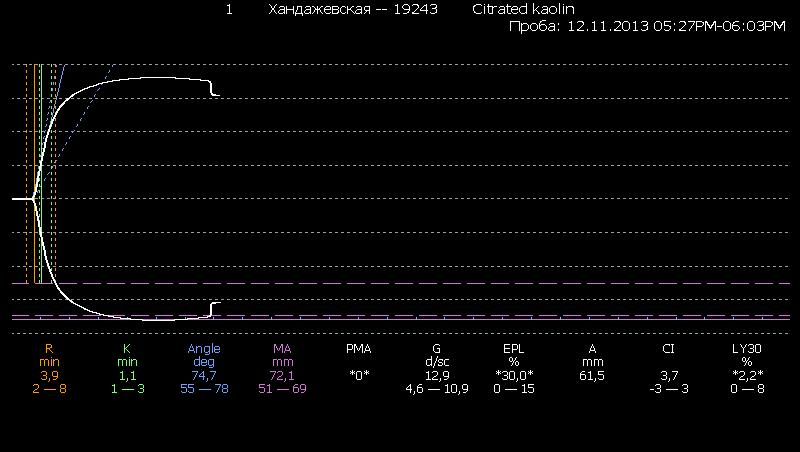 1 Хандажевская -- 19243 Citrated kaolin
Проба: 12.11.2013 05:27PM-06:03PM
R K Angle MA PMA G EPL A CI LY30
min min deg mm d/sc % mm %
3,9 1,1 74,7 72,1 *0* 12,9 *30,0* 61,5 3,7 *2,2*
2 — 8 1 — 3 55 — 78 51 — 69 4,6 — 10,9 0 — 15 -3 — 3 0 — 8